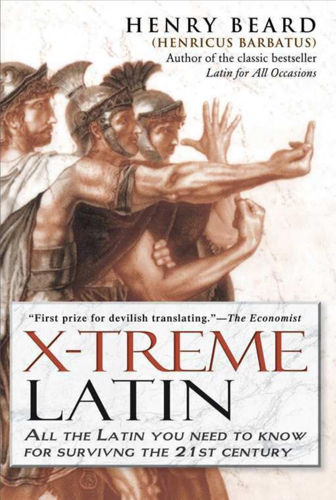 HENRY BEARD
(HENRICUS BARBATUS)
Author of the classic bestseller
Latin for All Occasions
"First prize for devilish translating."—The Economist
X-TREME
LATIN
ALL THE LATIN YOU NEED TO KNOW
FOR SURVIVNG THE 21ST CENTURY